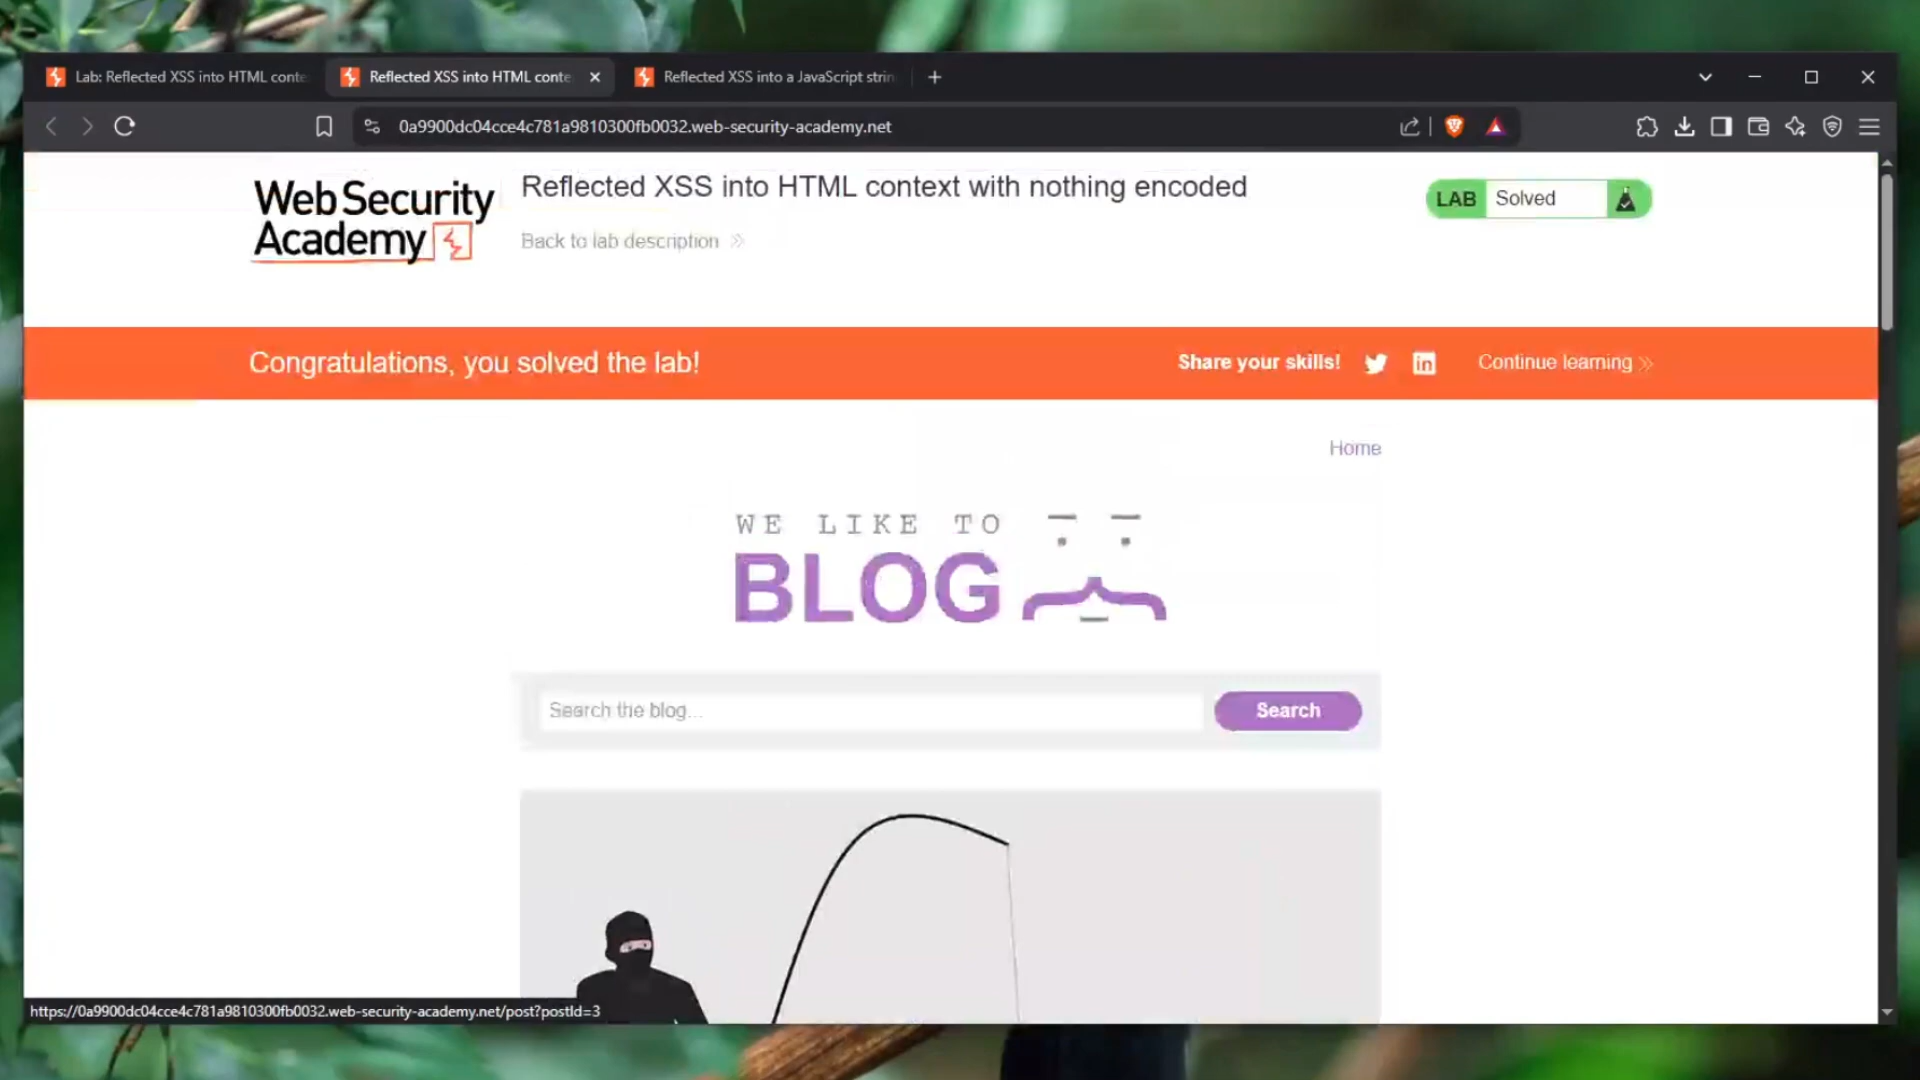 Lab: Reflected XSS into HTML conte
Reflected XSS into HTML conte
Reflected XSS into a JavaScript strin
0a9900dc04cce4c781a9810300fb0032.web-security-academy.net
Web Security
Academy
Reflected XSS into HTML context with nothing encoded
Back to lab description
LAB
Solved
Congratulations, you solved the lab!
Share your skills!
Continue learning
Home
WE LIKE TO
BLOG
Search the blog...
Search
https://0a9900dc04cce4c781a9810300fb0032.web-security-academy.net/post?postId=3